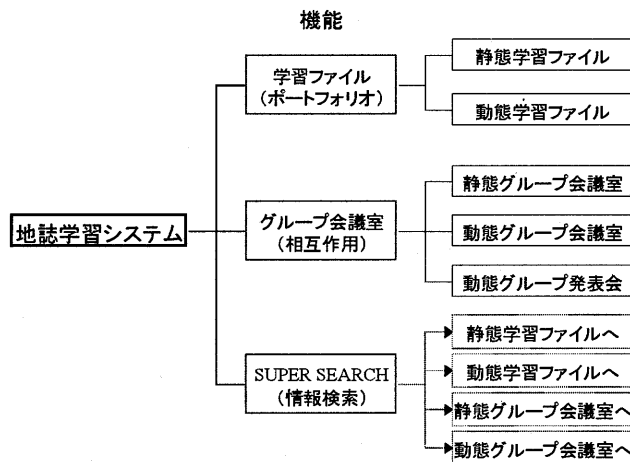 機能
地誌学習システム
学習ファイル
(ポートフォリオ)
静態学習ファイル
動態学習ファイル
グループ会議室
(相互作用)
静態グループ会議室
動態グループ会議室
動態グループ発表会
SUPER SEARCH
(情報検索)
静態学習ファイルへ
動態学習ファイルへ
静態グループ会議室へ
動態グループ会議室へ